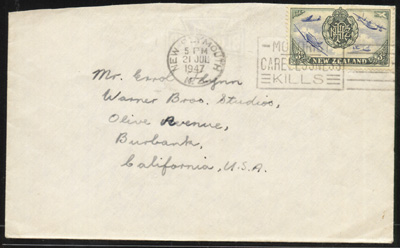 NEW PLYMOUTH
5 PM
21 JUL
1947
N.Z.
MOTORING
CARELESSNESS
KILLS
NEW ZEALAND
Mr. Errol Flynn
Warner Bros. Studios,
Olive Avenue,
Burbank,
California, U.S.A.